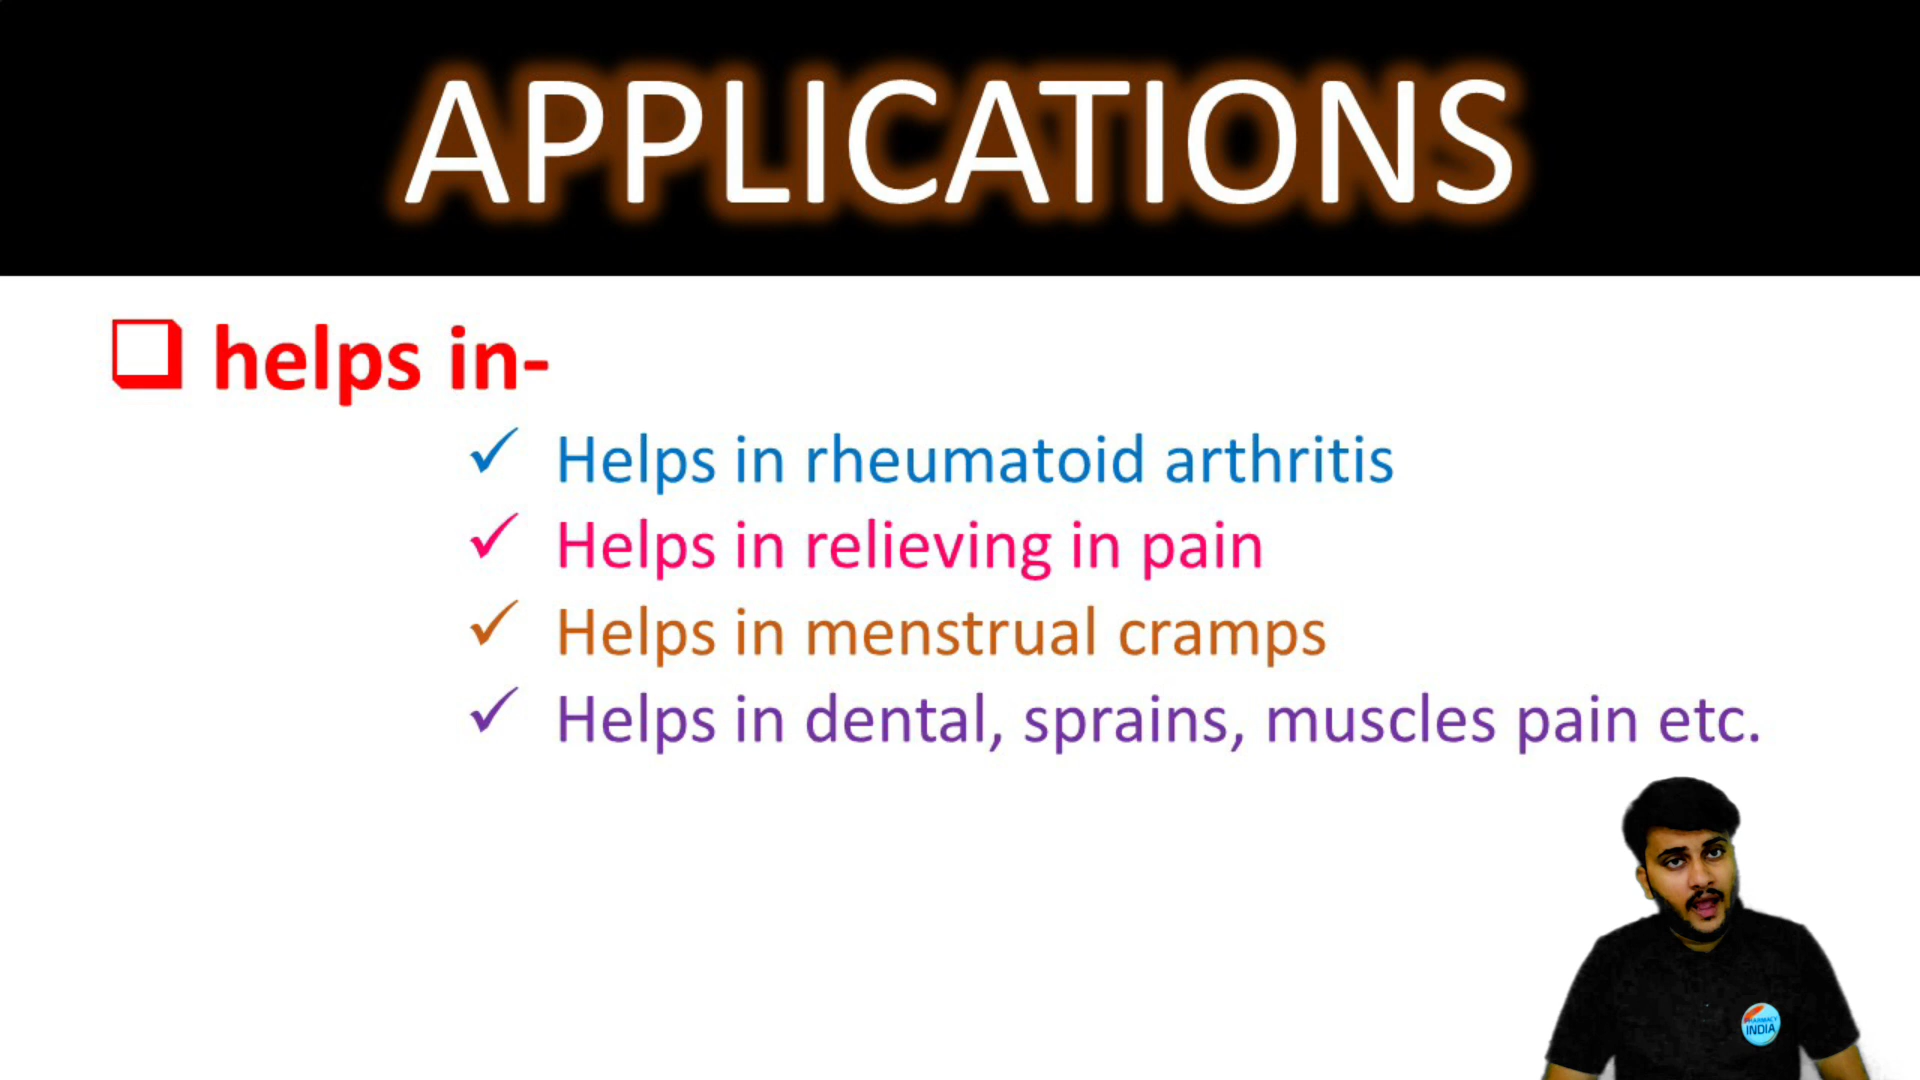 APPLICATIONS
helps in-
Helps in rheumatoid arthritis
Helps in relieving in pain
Helps in menstrual cramps
Helps in dental, sprains, muscles pain etc.
PHARMACY
INDIA